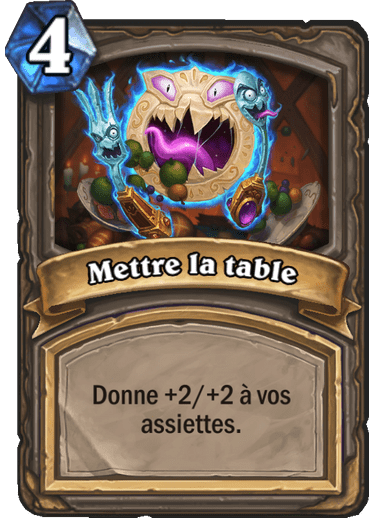 4
Mettre la table
Donne +2/+2 à vos
assiettes.